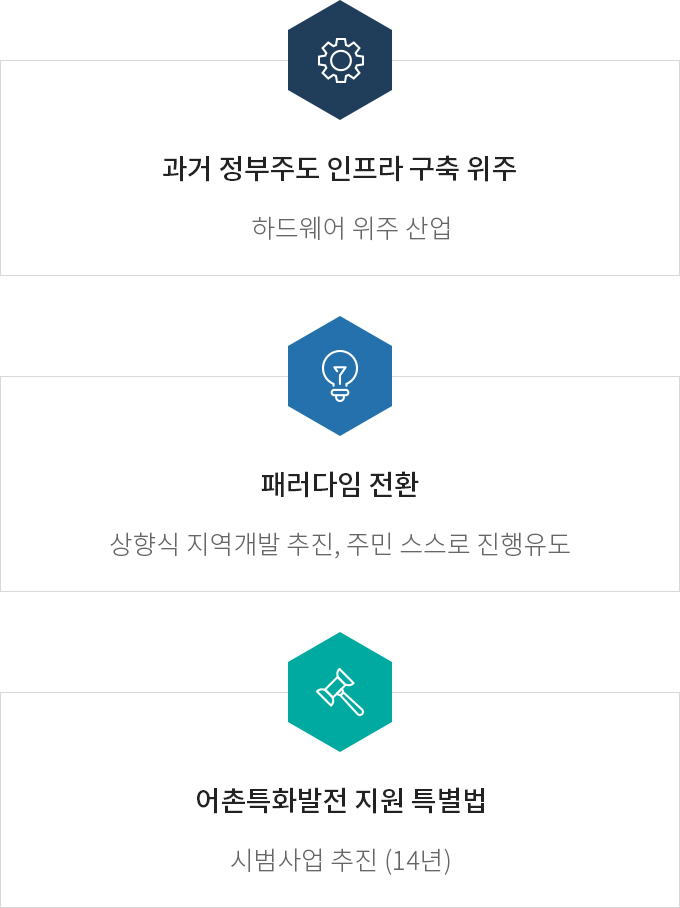 과거 정부주도 인프라 구축 위주
하드웨어 위주 산업
패러다임 전환
상향식 지역개발 추진, 주민 스스로 진행유도
어촌특화발전 지원 특별법
시범사업 추진 (14년)